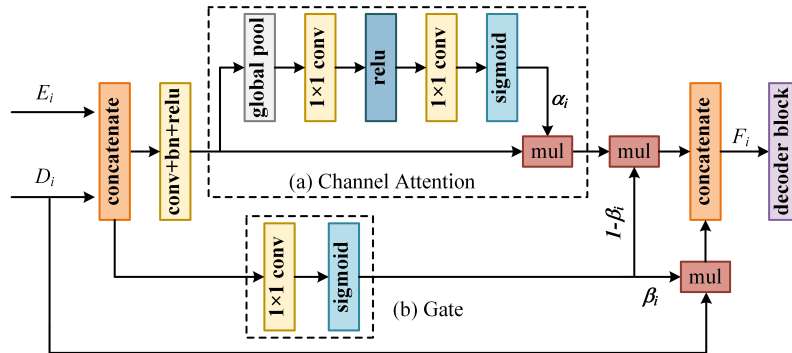 E_i
D_i
concatenate
conv+bn+relu
global pool
1×1 conv
relu
1×1 conv
sigmoid
α_i
mul
(a) Channel Attention
mul
1-β_i
concatenate
F_i
decoder block
1×1 conv
sigmoid
(b) Gate
β_i
mul